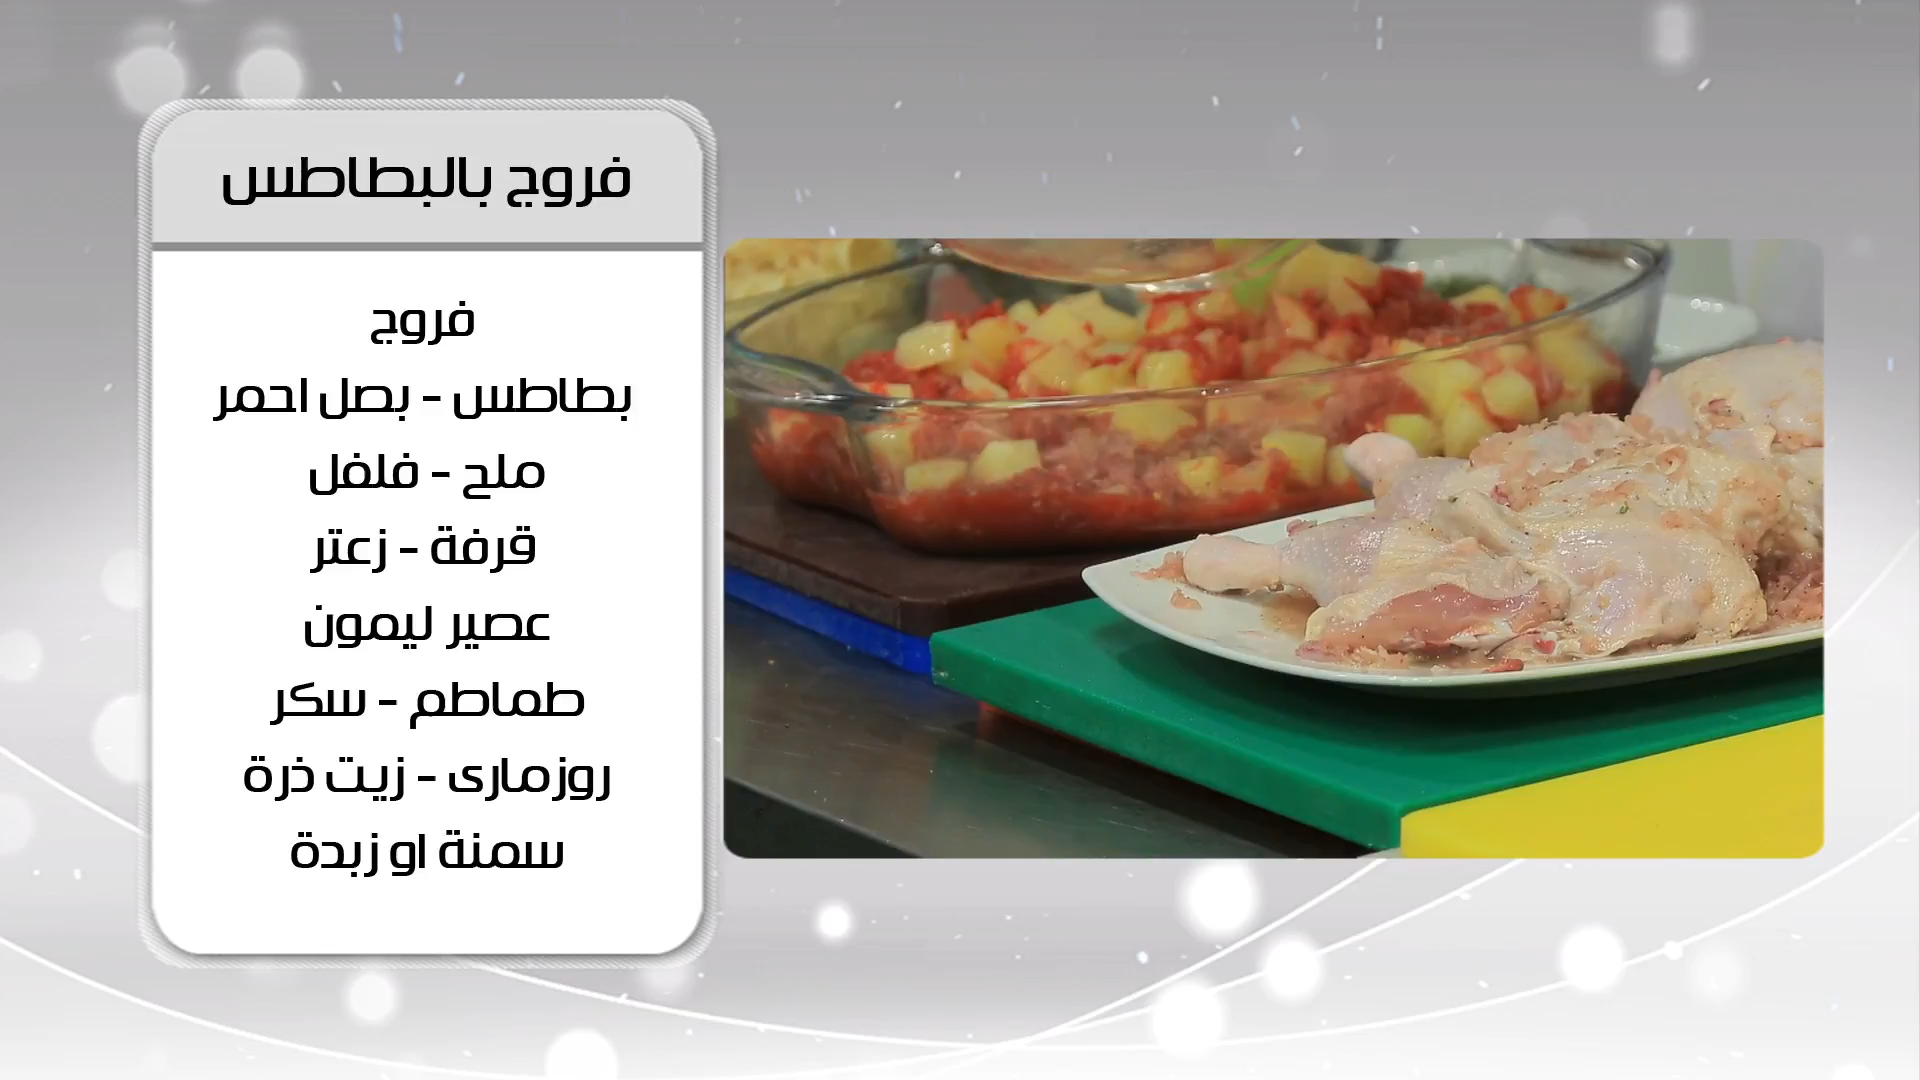 فروج بالبطاطس
فروج
بطاطس - بصل احمر
ملح - فلفل
قرفة - زعتر
عصير ليمون
طماطم - سكر
روزمارى - زيت ذرة
سمنة او زبدة